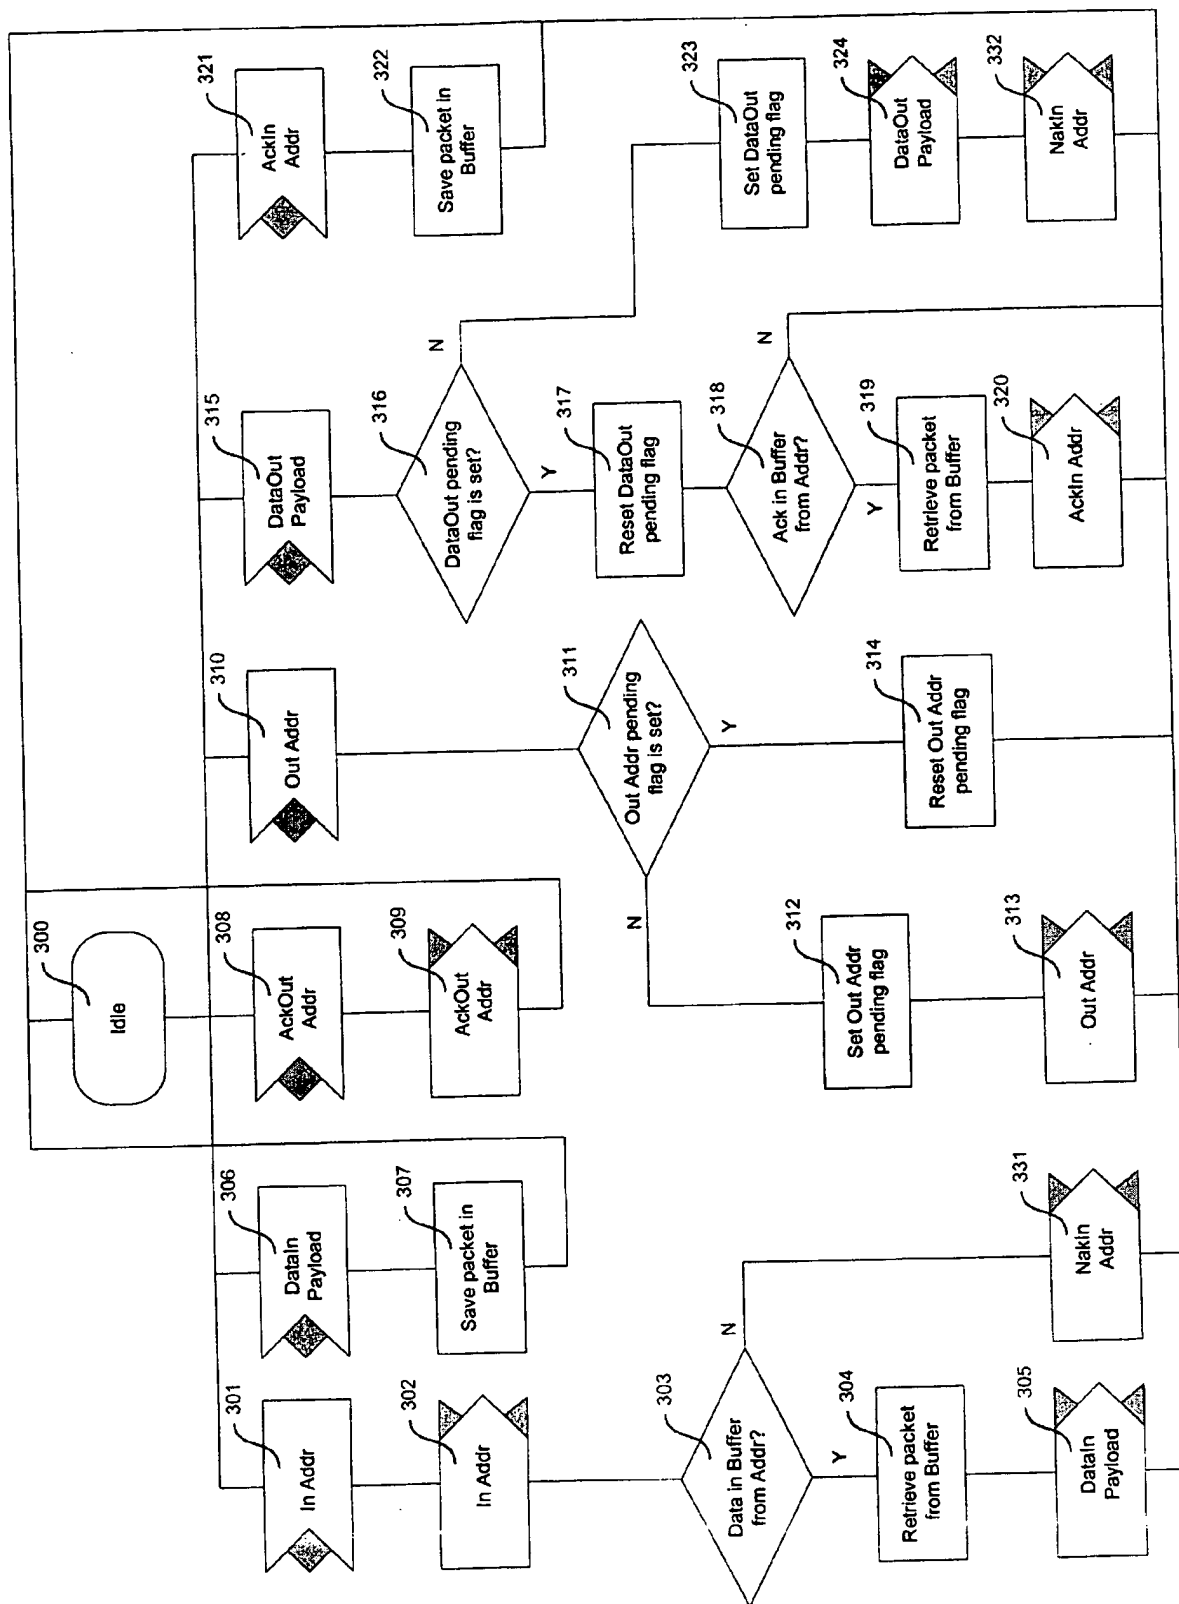 300
Idle
301
In Addr
302
In Addr
303
Data in Buffer
from Addr?
N
Y
304
Retrieve packet
from Buffer
305
DataIn
Payload
331
NakIn
Addr
306
DataIn
Payload
307
Save packet in
Buffer
308
AckOut
Addr
309
AckOut
Addr
310
Out Addr
311
Out Addr pending
flag is set?
N
Y
312
Set Out Addr
pending flag
313
Out Addr
314
Reset Out Addr
pending flag
315
DataOut
Payload
316
DataOut pending
flag is set?
N
Y
317
Reset DataOut
pending flag
318
Ack in Buffer
from Addr?
N
Y
319
Retrieve packet
from Buffer
320
AckIn Addr
321
AckIn
Addr
322
Save packet in
Buffer
323
Set DataOut
pending flag
324
DataOut
Payload
332
NakIn
Addr